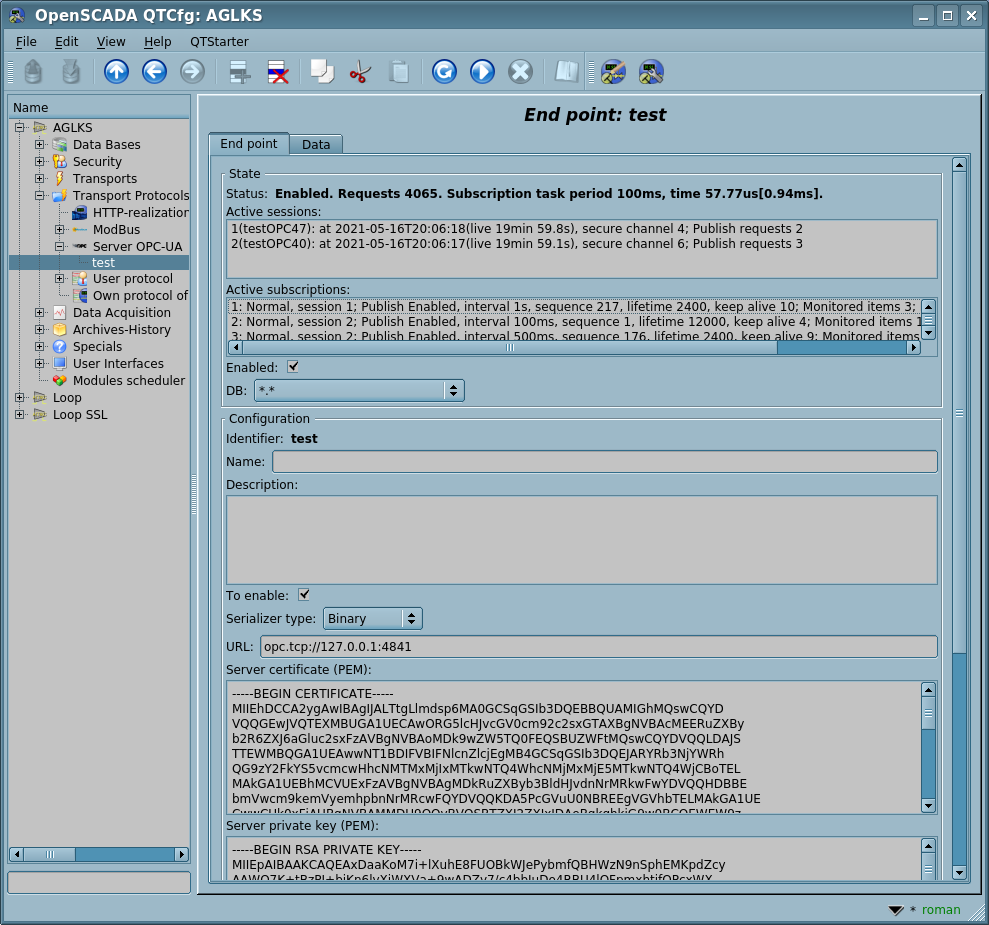 OpenSCADA QTCfg: AGLKS
File Edit View Help QTStarter
Name
AGLKS
Data Bases
Security
Transports
Transport Protocols
HTTP-realization
ModBus
Server OPC-UA
test
User protocol
Own protocol of
Data Acquisition
Archives-History
Specials
User Interfaces
Modules scheduler
Loop
Loop SSL
End point: test
End point Data
State
Status: Enabled. Requests 4065. Subscription task period 100ms, time 57.77us[0.94ms].
Active sessions:
1(testOPC47): at 2021-05-16T20:06:18(live 19min 59.8s), secure channel 4; Publish requests 2
2(testOPC40): at 2021-05-16T20:06:17(live 19min 59.1s), secure channel 6; Publish requests 3
Active subscriptions:
1: Normal, session 1; Publish Enabled, interval 1s, sequence 217, lifetime 2400, keep alive 10; Monitored items 3;
2: Normal, session 2; Publish Enabled, interval 100ms, sequence 1, lifetime 12000, keep alive 4; Monitored items 1
3: Normal, session 2; Publish Enabled, interval 500ms, sequence 176, lifetime 2400, keep alive 9; Monitored items
Enabled:
DB: *.*
Configuration
Identifier: test
Name:
Description:
To enable:
Serializer type: Binary
URL: opc.tcp://127.0.0.1:4841
Server certificate (PEM):
-----BEGIN CERTIFICATE-----
MIIEhDCCA2ygAwIBAgIJALTtgLlmdsp6MA0GCSqGSIb3DQEBBQUAMIGhMQswCQYD
VQQGEwJVQTEXMBUGA1UECAwORG5lcHJvcGV0cm92c2sxGTAXBgNVBAcMEERuZXBy
b2R6ZXJ6aGluc2sxFzAVBgNVBAoMDk9wZW5TQ0FEQSBUZWFtMQswCQYDVQQLDAJS
TTEWMBQGA1UEAwwNT1BDIFVBIFNlcnZlcjEgMB4GCSqGSIb3DQEJARYRb3NjYWRh
QG9zY2FkYS5vcmcwHhcNMTMxMjIxMTkwNTQ4WhcNMjMxMjE5MTkwNTQ4WjCBoTEL
MAkGA1UEBhMCVUExFzAVBgNVBAgMDkRuZXByb3BldHJvdnNrMRkwFwYDVQQHDBBE
bmVwcm9kemVyemhpbnNrMRcwFQYDVQQKDA5PcGVuU0NBREEgVGVhbTELMAkGA1UE
Server private key (PEM):
-----BEGIN RSA PRIVATE KEY-----
MIIEpAIBAAKCAQEAxDaaKoM7i+lXuhE8FUOBkWJePybmfQBHWzN9nSphEMKpdZcy
* roman